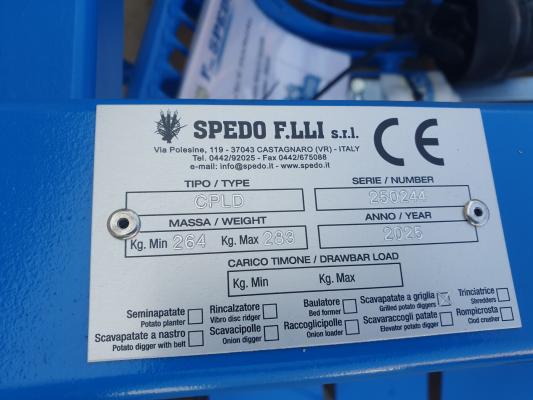 SPEDO
SPEDO F.LLI s.r.l.
CE
Via Polesine, 119 - 37043 CASTAGNARO (VR) - ITALY
Tel. 0442/92025 - Fax 0442/675088
e-mail: info@spedo.it - www.spedo.it
TIPO / TYPE
SERIE / NUMBER
CPLD
250244
MASSA / WEIGHT
ANNO / YEAR
Kg. Min 264 Kg. Max 283
2025
CARICO TIMONE / DRAWBAR LOAD
Kg. Min Kg. Max
Seminapatate
Potato planter
Rincalzatore
Vibro disc ridger
Baulatore
Bed former
Scavapatate a griglia
Grilled potato diggers
Trinciatrice
Shredders
Scavapatate a nastro
Potato digger with belt
Scavacipolle
Onion digger
Raccoglicipolle
Onion loader
Scavaraccogli patate
Elevator potato digger
Rompicrosta
Clod crusher